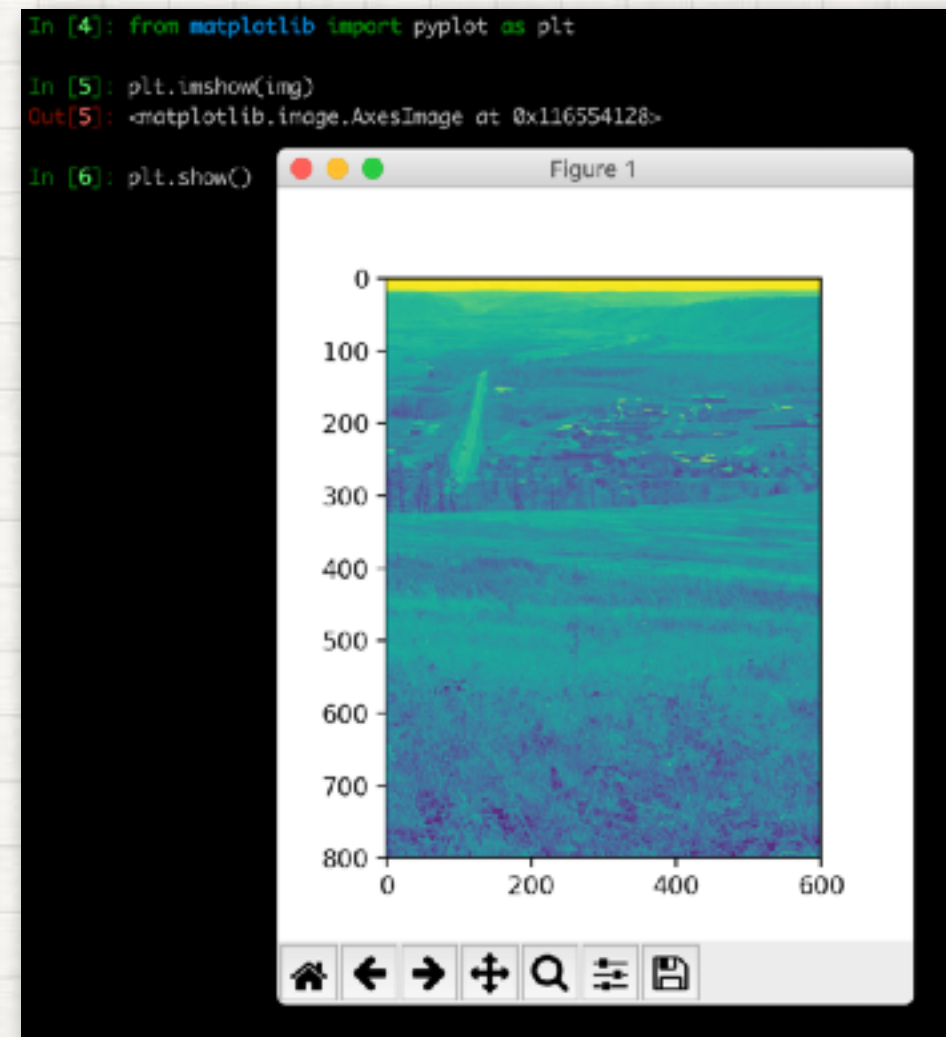 In [4]: from matplotlib import pyplot as plt
In [5]: plt.imshow(img)
Out[5]: <matplotlib.image.AxesImage at 0x116554128>
In [6]: plt.show()
Figure 1
0
100
200
300
400
500
600
700
800
0 200 400 600